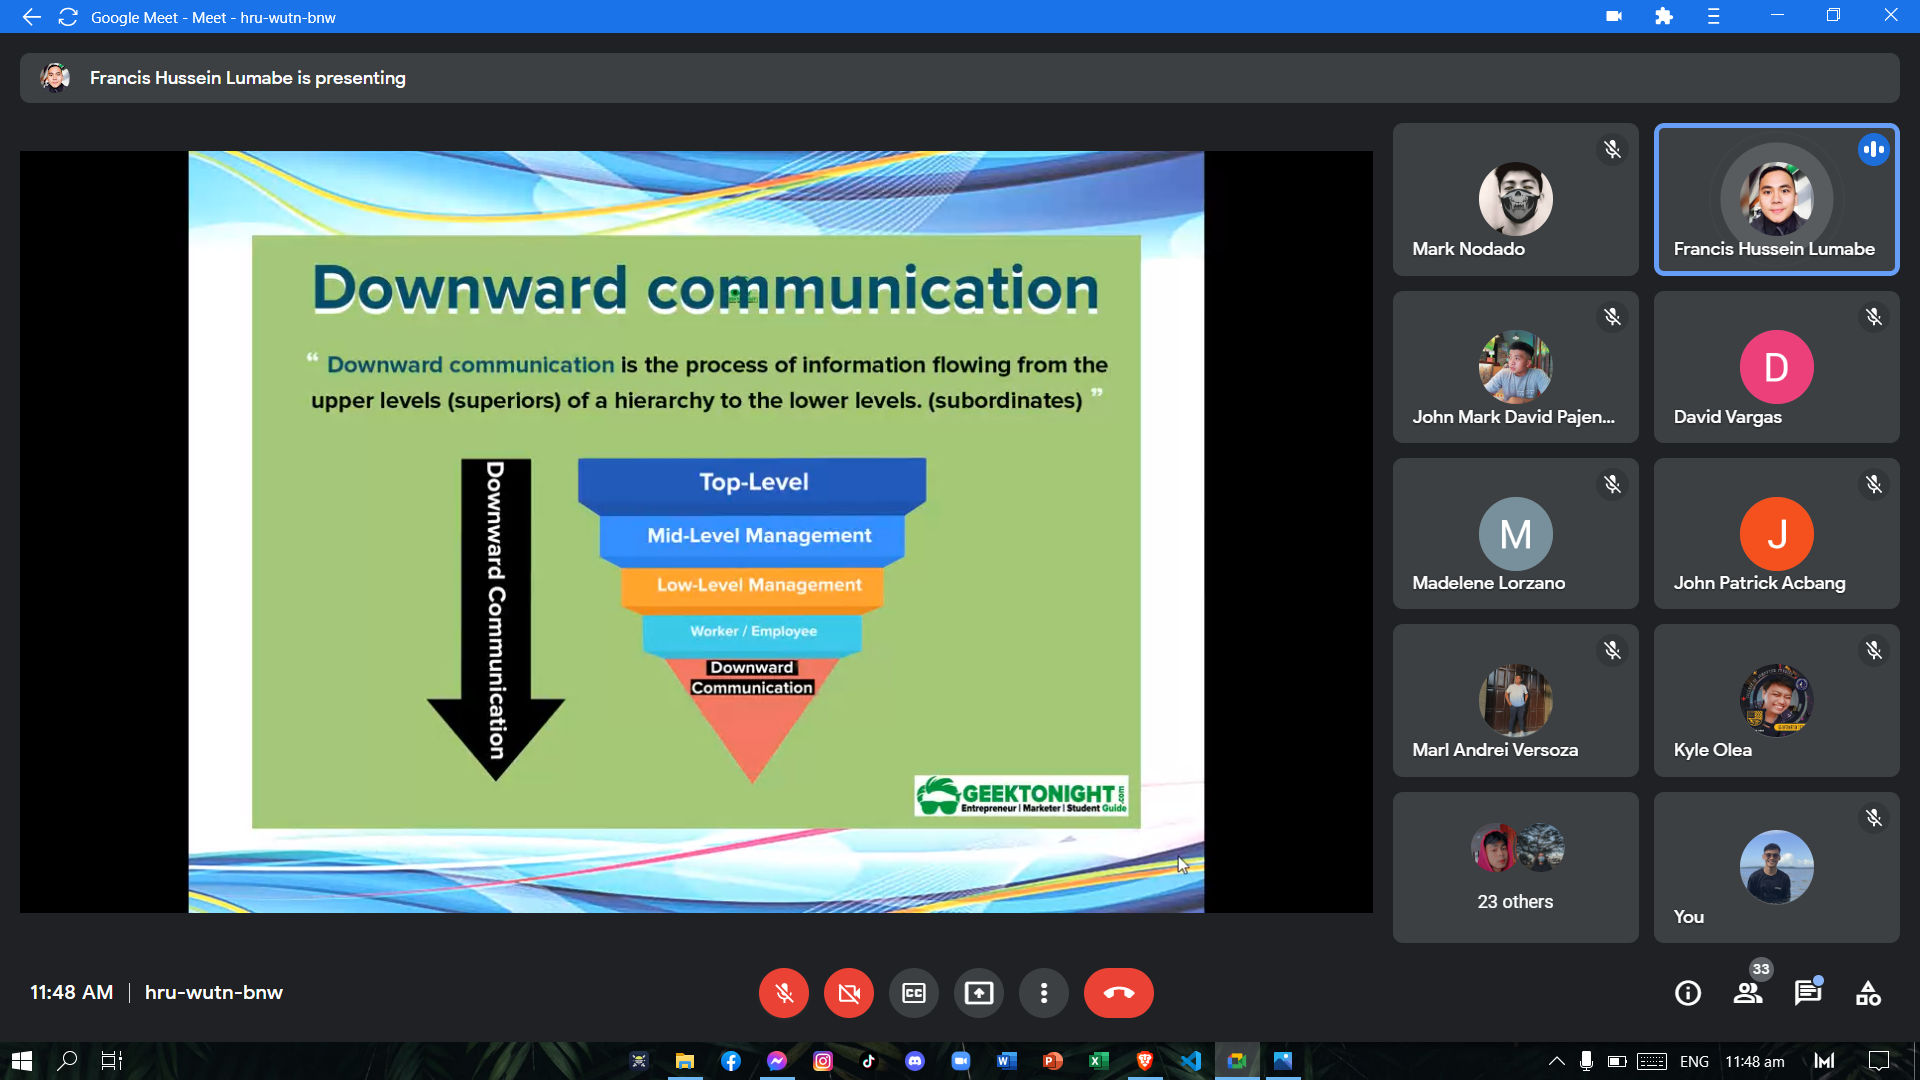 Google Meet - Meet - hru-wutn-bnw
Francis Hussein Lumabe is presenting
Downward communication
“ Downward communication is the process of information flowing from the
upper levels (superiors) of a hierarchy to the lower levels. (subordinates) ”
Downward Communication
Top-Level
Mid-Level Management
Low-Level Management
Worker / Employee
Downward
Communication
GEEKTONIGHT.com
Entrepreneur | Marketer | Student Guide
Mark Nodado
Francis Hussein Lumabe
John Mark David Pajen...
D
David Vargas
M
Madelene Lorzano
J
John Patrick Acbang
Marl Andrei Versoza
Kyle Olea
23 others
You
11:48 AM | hru-wutn-bnw
CC
33
ENG
11:48 am